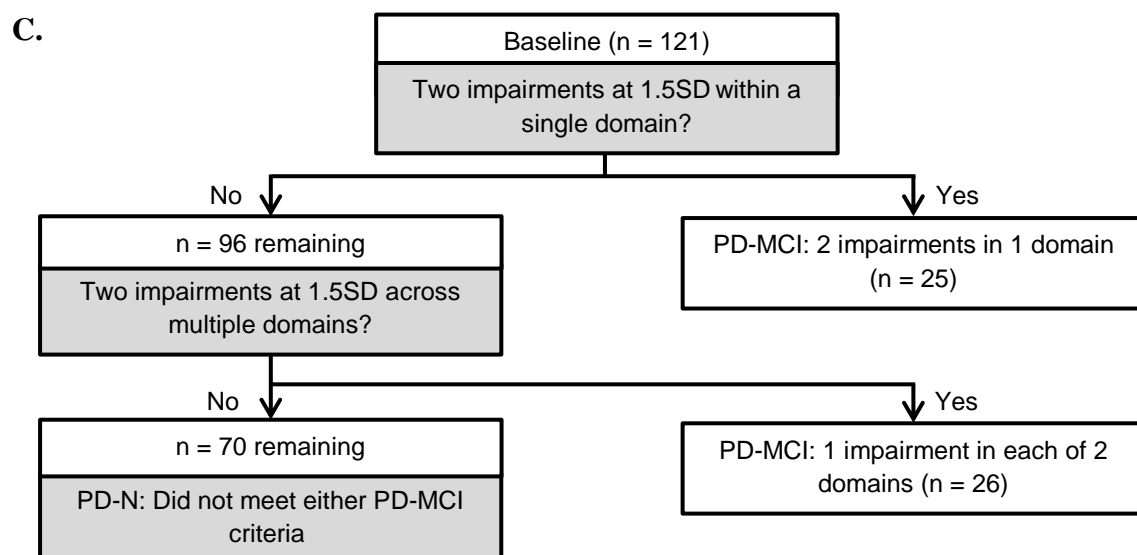 C.
Baseline (n = 121)
Two impairments at 1.5SD within a
single domain?
No
Yes
n = 96 remaining
Two impairments at 1.5SD across
multiple domains?
PD-MCI: 2 impairments in 1 domain
(n = 25)
No
Yes
n = 70 remaining
PD-N: Did not meet either PD-MCI
criteria
PD-MCI: 1 impairment in each of 2
domains (n = 26)